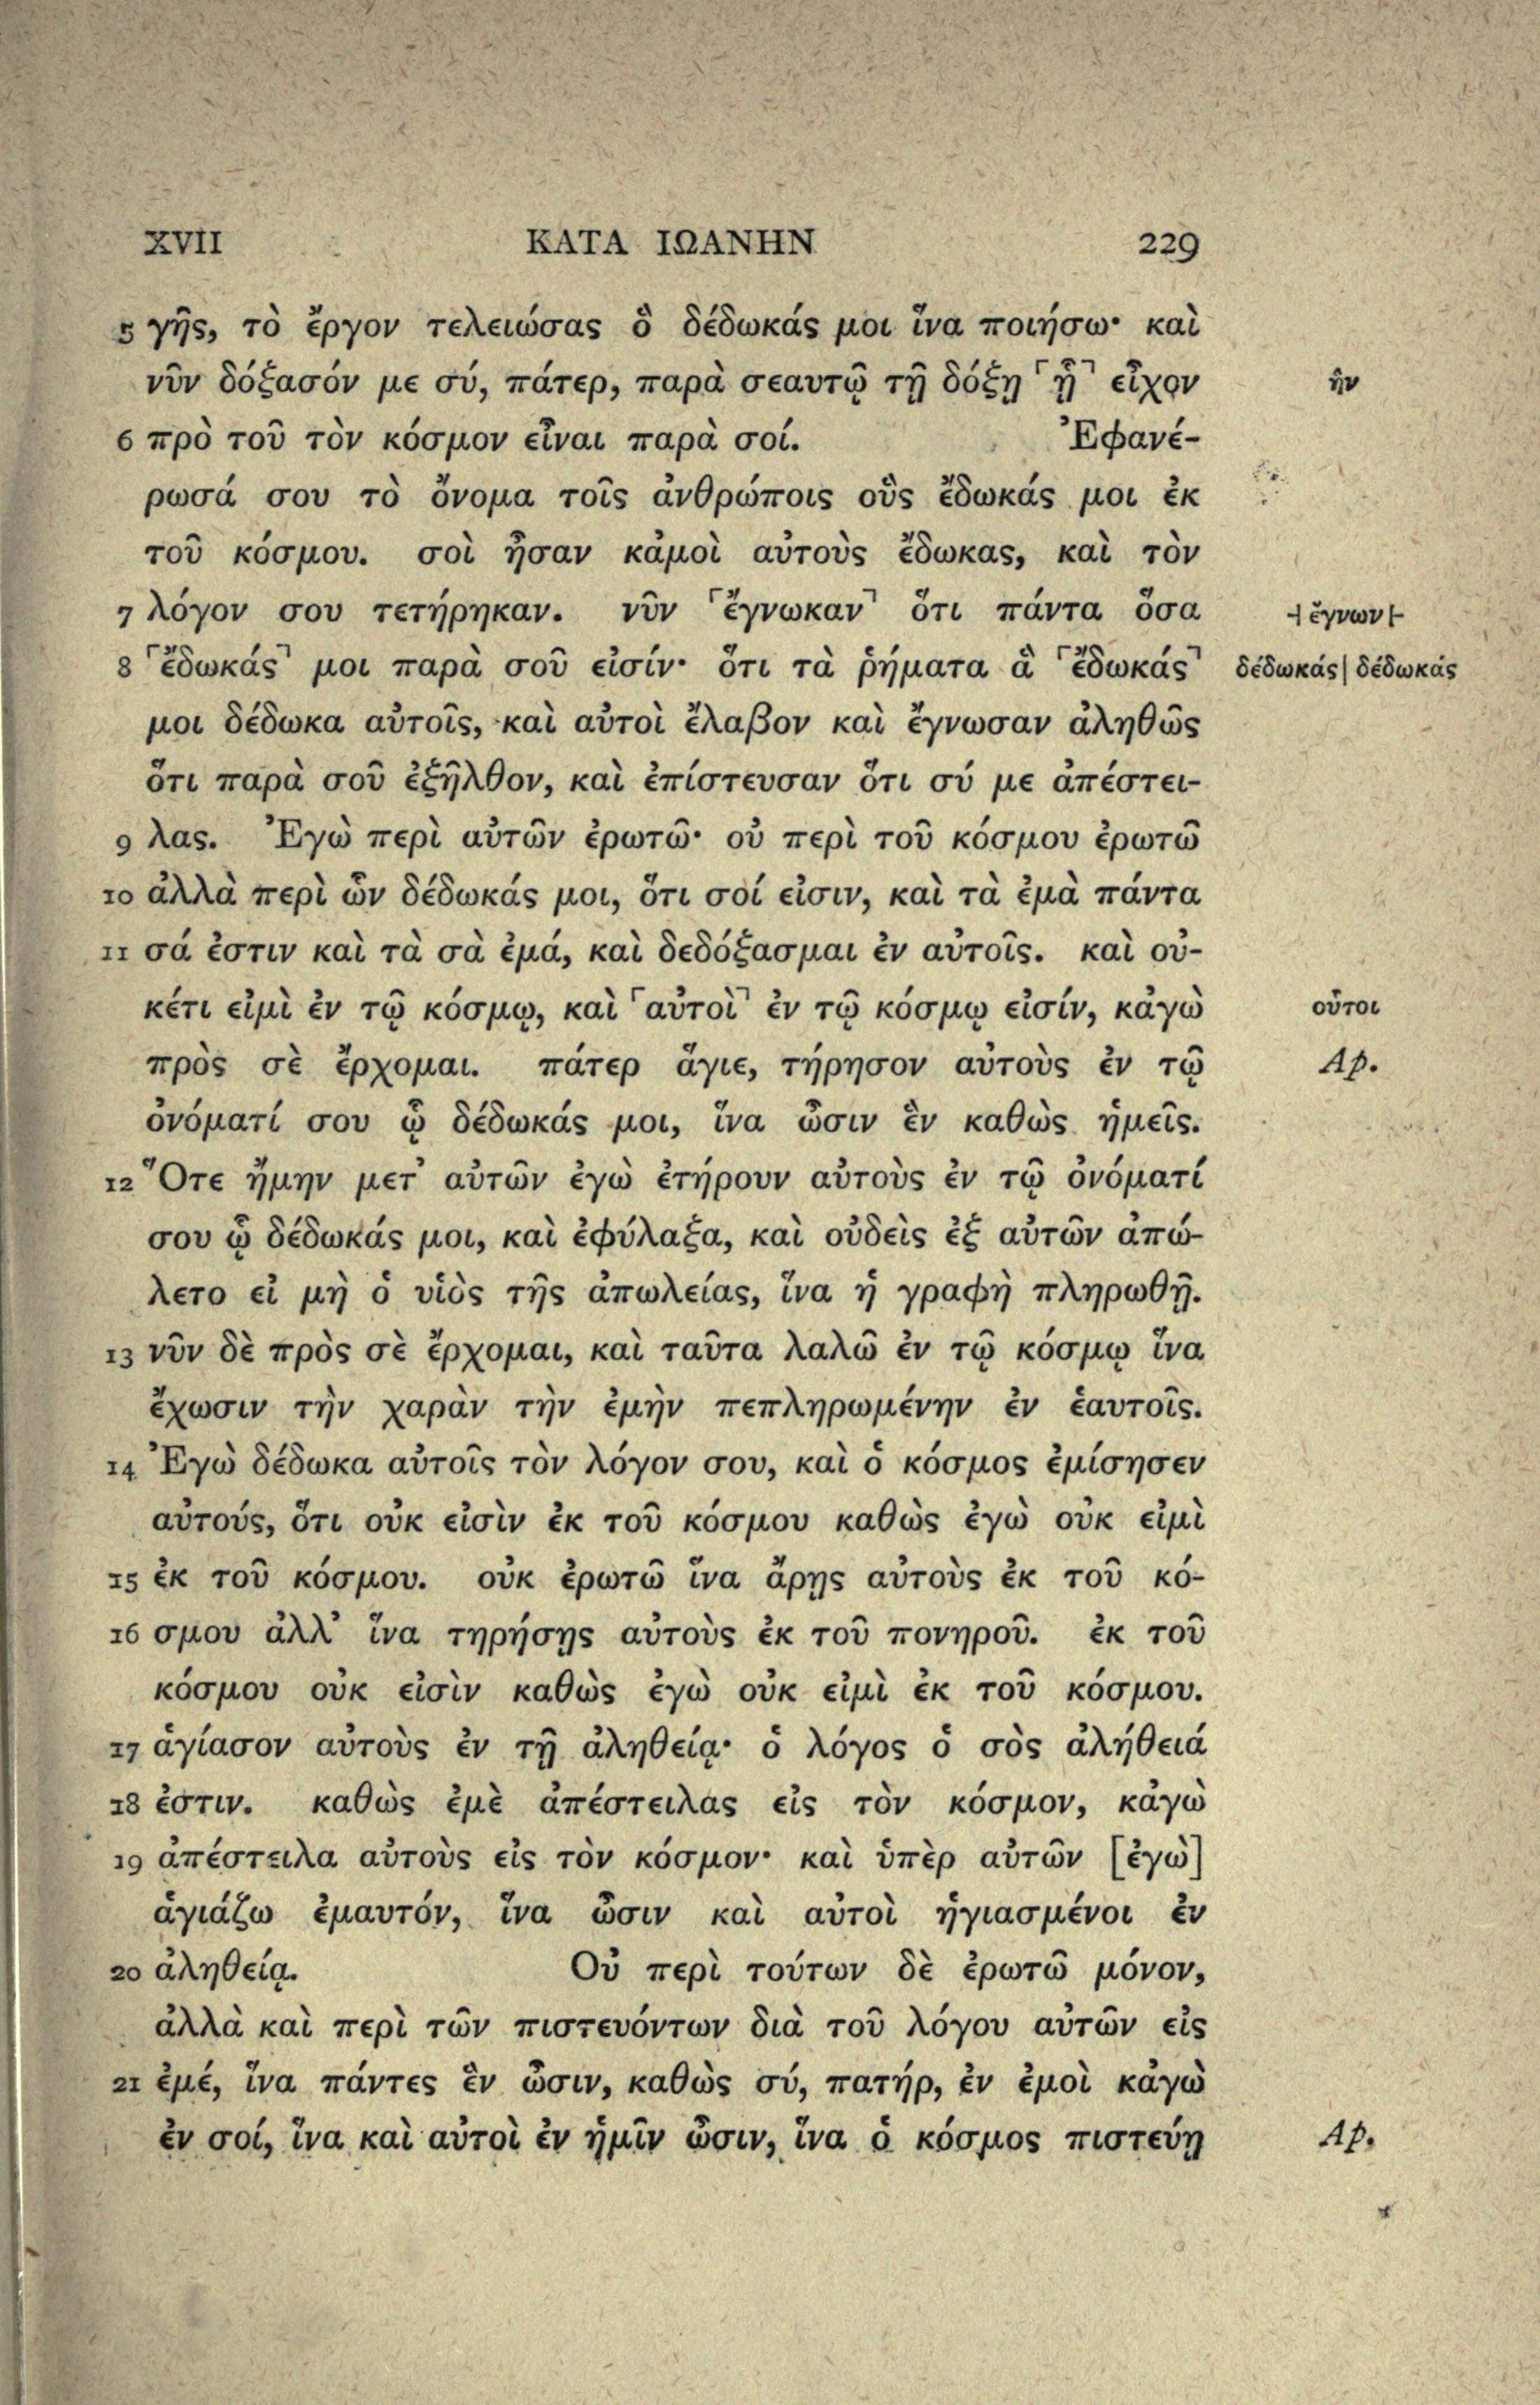 XVII ΚΑΤΑ ΙΩΑΝΗΝ 229
5 γῆς, τὸ ἔργον τελειώσας ὃ δέδωκάς μοι ἵνα ποιήσω· καὶ
νῦν δόξασόν με σύ, πάτερ, παρὰ σεαυτῷ τῇ δόξῃ ⌜ᾗ⌝ εἶχον ἣν
6 πρὸ τοῦ τὸν κόσμον εἶναι παρὰ σοί. Ἐφανέ-
ρωσά σου τὸ ὄνομα τοῖς ἀνθρώποις οὓς ἔδωκάς μοι ἐκ
τοῦ κόσμου. σοὶ ἦσαν κἀμοὶ αὐτοὺς ἔδωκας, καὶ τὸν
7 λόγον σου τετήρηκαν. νῦν ⌜ἔγνωκαν⌝ ὅτι πάντα ὅσα ⊣ ἔγνων ⊢
8 ⌜ἔδωκάς⌝ μοι παρὰ σοῦ εἰσίν· ὅτι τὰ ῥήματα ἃ ⌜ἔδωκάς⌝ δέδωκάς | δέδωκάς
μοι δέδωκα αὐτοῖς, καὶ αὐτοὶ ἔλαβον καὶ ἔγνωσαν ἀληθῶς
ὅτι παρὰ σοῦ ἐξῆλθον, καὶ ἐπίστευσαν ὅτι σύ με ἀπέστει-
9 λας. Ἐγὼ περὶ αὐτῶν ἐρωτῶ· οὐ περὶ τοῦ κόσμου ἐρωτῶ
10 ἀλλὰ περὶ ὧν δέδωκάς μοι, ὅτι σοί εἰσιν, καὶ τὰ ἐμὰ πάντα
11 σά ἐστιν καὶ τὰ σὰ ἐμά, καὶ δεδόξασμαι ἐν αὐτοῖς. καὶ οὐ-
κέτι εἰμὶ ἐν τῷ κόσμῳ, καὶ ⌜αὐτοὶ⌝ ἐν τῷ κόσμῳ εἰσίν, κἀγὼ οὗτοι
πρὸς σὲ ἔρχομαι. πάτερ ἅγιε, τήρησον αὐτοὺς ἐν τῷ Ap.
ὀνόματί σου ᾧ δέδωκάς μοι, ἵνα ὦσιν ἓν καθὼς ἡμεῖς.
12 Ὅτε ἤμην μετ᾽ αὐτῶν ἐγὼ ἐτήρουν αὐτοὺς ἐν τῷ ὀνόματί
σου ᾧ δέδωκάς μοι, καὶ ἐφύλαξα, καὶ οὐδεὶς ἐξ αὐτῶν ἀπώ-
λετο εἰ μὴ ὁ υἱὸς τῆς ἀπωλείας, ἵνα ἡ γραφὴ πληρωθῇ.
13 νῦν δὲ πρὸς σὲ ἔρχομαι, καὶ ταῦτα λαλῶ ἐν τῷ κόσμῳ ἵνα
ἔχωσιν τὴν χαρὰν τὴν ἐμὴν πεπληρωμένην ἐν ἑαυτοῖς.
14 Ἐγὼ δέδωκα αὐτοῖς τὸν λόγον σου, καὶ ὁ κόσμος ἐμίσησεν
αὐτούς, ὅτι οὐκ εἰσὶν ἐκ τοῦ κόσμου καθὼς ἐγὼ οὐκ εἰμὶ
15 ἐκ τοῦ κόσμου. οὐκ ἐρωτῶ ἵνα ἄρῃς αὐτοὺς ἐκ τοῦ κό-
16 σμου ἀλλ᾽ ἵνα τηρήσῃς αὐτοὺς ἐκ τοῦ πονηροῦ. ἐκ τοῦ
κόσμου οὐκ εἰσὶν καθὼς ἐγὼ οὐκ εἰμὶ ἐκ τοῦ κόσμου.
17 ἁγίασον αὐτοὺς ἐν τῇ ἀληθείᾳ· ὁ λόγος ὁ σὸς ἀλήθειά
18 ἐστιν. καθὼς ἐμὲ ἀπέστειλας εἰς τὸν κόσμον, κἀγὼ
19 ἀπέστειλα αὐτοὺς εἰς τὸν κόσμον· καὶ ὑπὲρ αὐτῶν [ἐγὼ]
ἁγιάζω ἐμαυτόν, ἵνα ὦσιν καὶ αὐτοὶ ἡγιασμένοι ἐν
20 ἀληθείᾳ. Οὐ περὶ τούτων δὲ ἐρωτῶ μόνον,
ἀλλὰ καὶ περὶ τῶν πιστευόντων διὰ τοῦ λόγου αὐτῶν εἰς
21 ἐμέ, ἵνα πάντες ἓν ὦσιν, καθὼς σύ, πατήρ, ἐν ἐμοὶ κἀγὼ
ἐν σοί, ἵνα καὶ αὐτοὶ ἐν ἡμῖν ὦσιν, ἵνα ὁ κόσμος πιστεύῃ Ap.